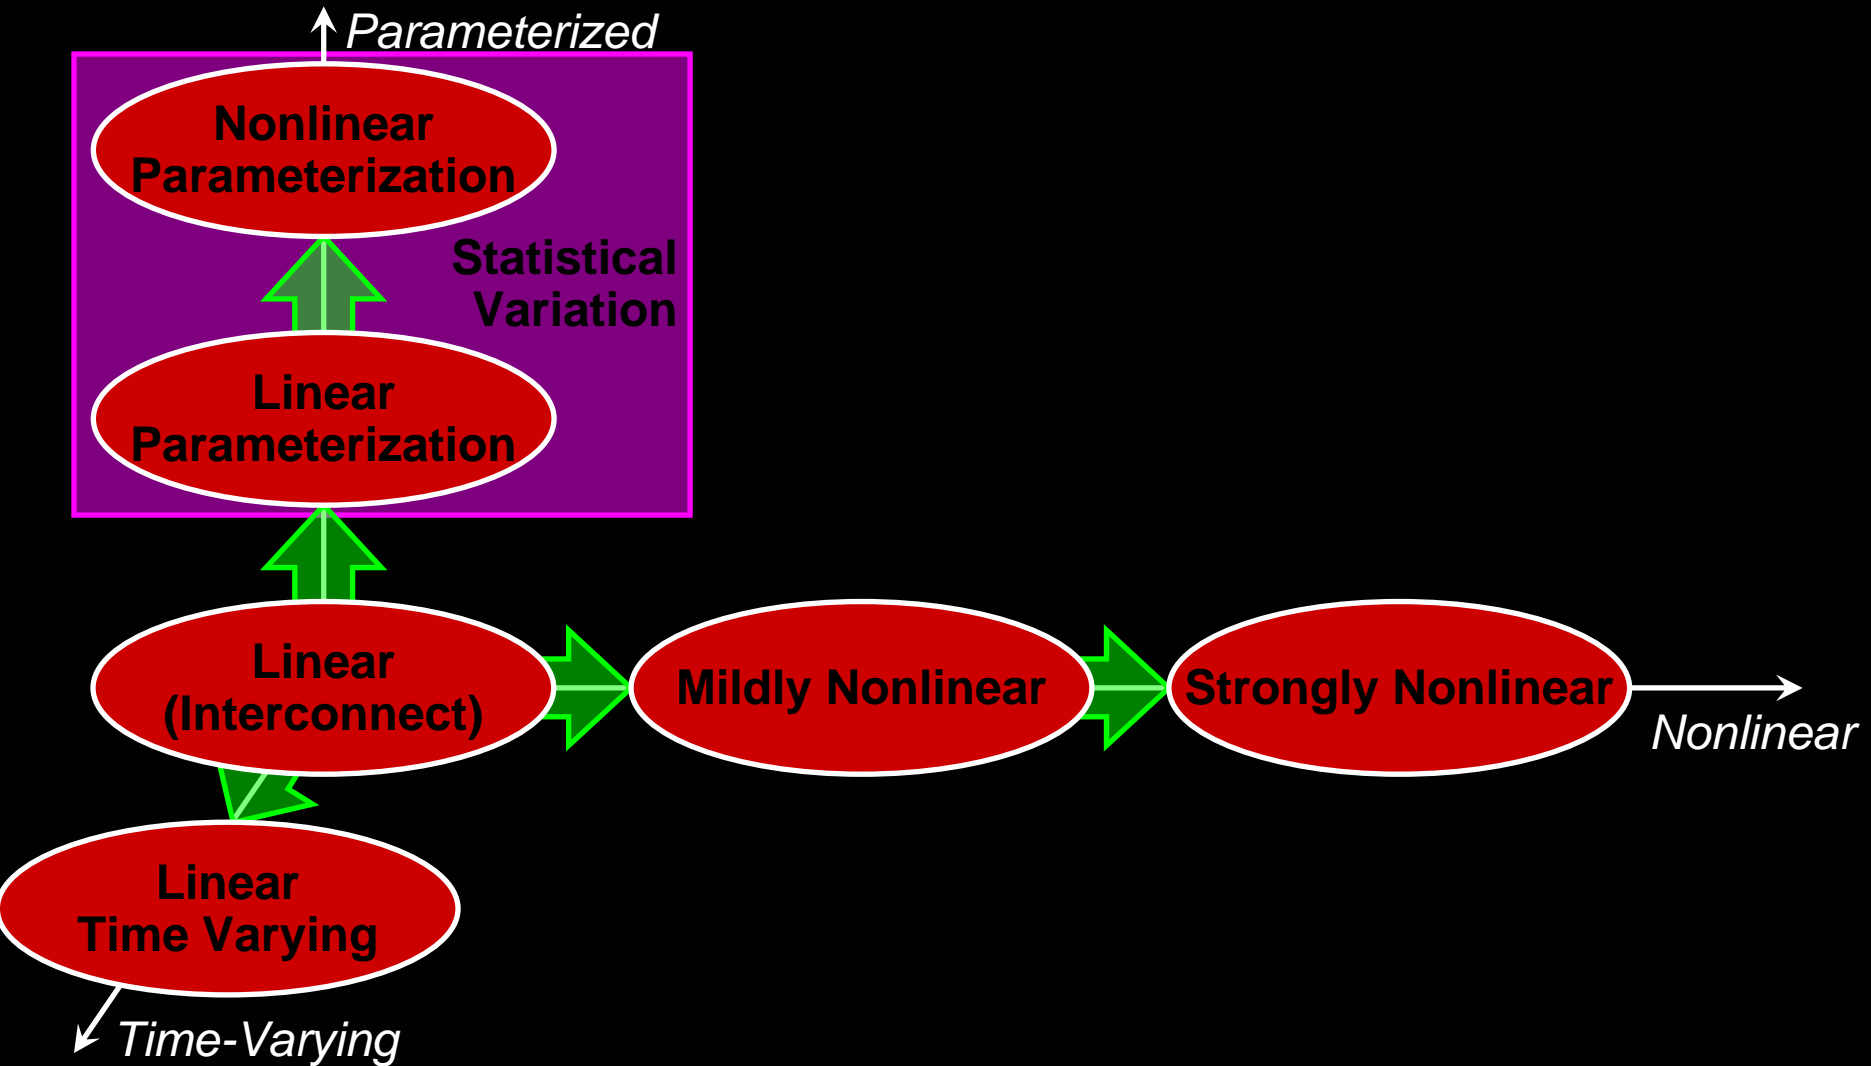 Parameterized
Nonlinear
Parameterization
Statistical
Variation
Linear
Parameterization
Linear
(Interconnect)
Mildly Nonlinear
Strongly Nonlinear
Nonlinear
Linear
Time Varying
Time-Varying